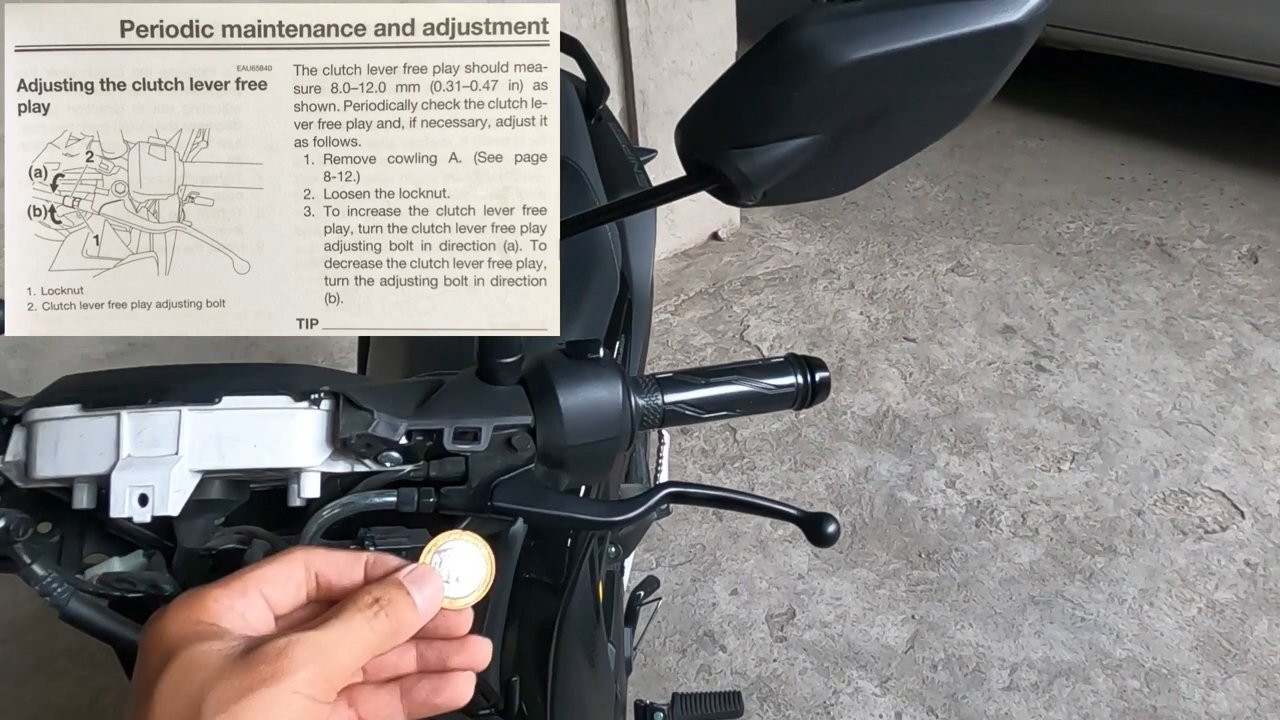 Periodic maintenance and adjustment
EAU65840
Adjusting the clutch lever free
play
2
(a)
(b)
1
1. Locknut
2. Clutch lever free play adjusting bolt
The clutch lever free play should mea-
sure 8.0–12.0 mm (0.31–0.47 in) as
shown. Periodically check the clutch le-
ver free play and, if necessary, adjust it
as follows.
1. Remove cowling A. (See page
8-12.)
2. Loosen the locknut.
3. To increase the clutch lever free
play, turn the clutch lever free play
adjusting bolt in direction (a). To
decrease the clutch lever free play,
turn the adjusting bolt in direction
(b).
TIP